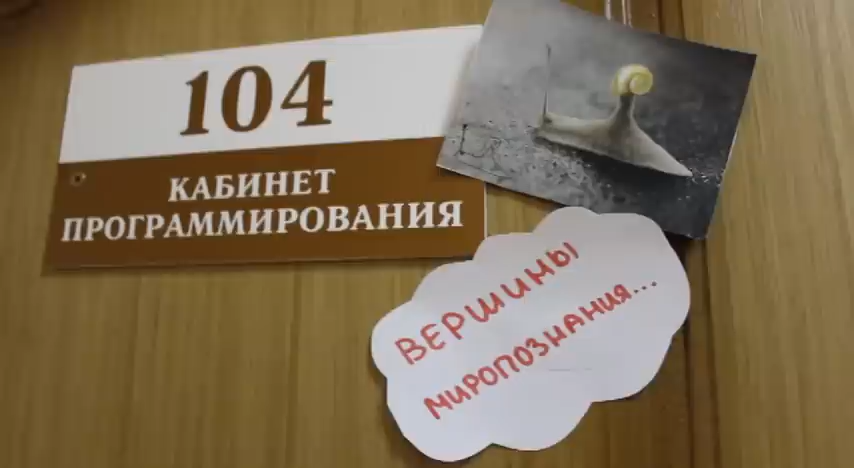 104
КАБИНЕТ
ПРОГРАММИРОВАНИЯ
ВЕРШИНЫ
МИРОПОЗНАНИЯ...